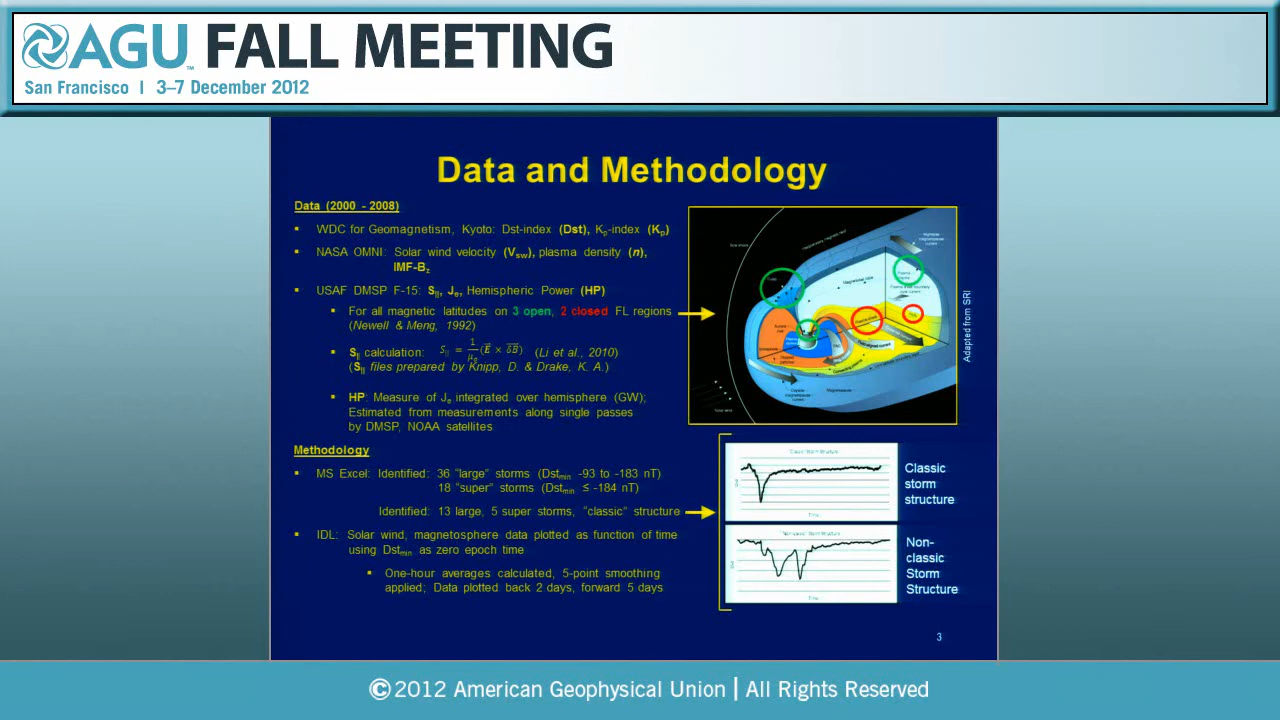 AGU FALL MEETING
San Francisco | 3–7 December 2012
Data and Methodology
Data (2000 - 2008)
▪ WDC for Geomagnetism, Kyoto: Dst-index (Dst), Kp-index (Kp)
▪ NASA OMNI: Solar wind velocity (Vsw), plasma density (n),
IMF-Bz
▪ USAF DMSP F-15: S||, Je, Hemispheric Power (HP)
▪ For all magnetic latitudes on 3 open, 2 closed FL regions
(Newell & Meng, 1992)
▪ S|| calculation: S|| = 1/μo (E × δB) (Li et al., 2010)
(S|| files prepared by Knipp, D. & Drake, K. A.)
▪ HP: Measure of Je integrated over hemisphere (GW);
Estimated from measurements along single passes
by DMSP, NOAA satellites
Adapted from SRI
Methodology
▪ MS Excel: Identified: 36 "large" storms (Dstmin -93 to -183 nT)
18 "super" storms (Dstmin ≤ -184 nT)
Identified: 13 large, 5 super storms, "classic" structure
▪ IDL: Solar wind, magnetosphere data plotted as function of time
using Dstmin as zero epoch time
▪ One-hour averages calculated, 5-point smoothing
applied; Data plotted back 2 days, forward 5 days
Classic
storm
structure
Time
Non-
classic
Storm
Structure
Time
3
©2012 American Geophysical Union | All Rights Reserved